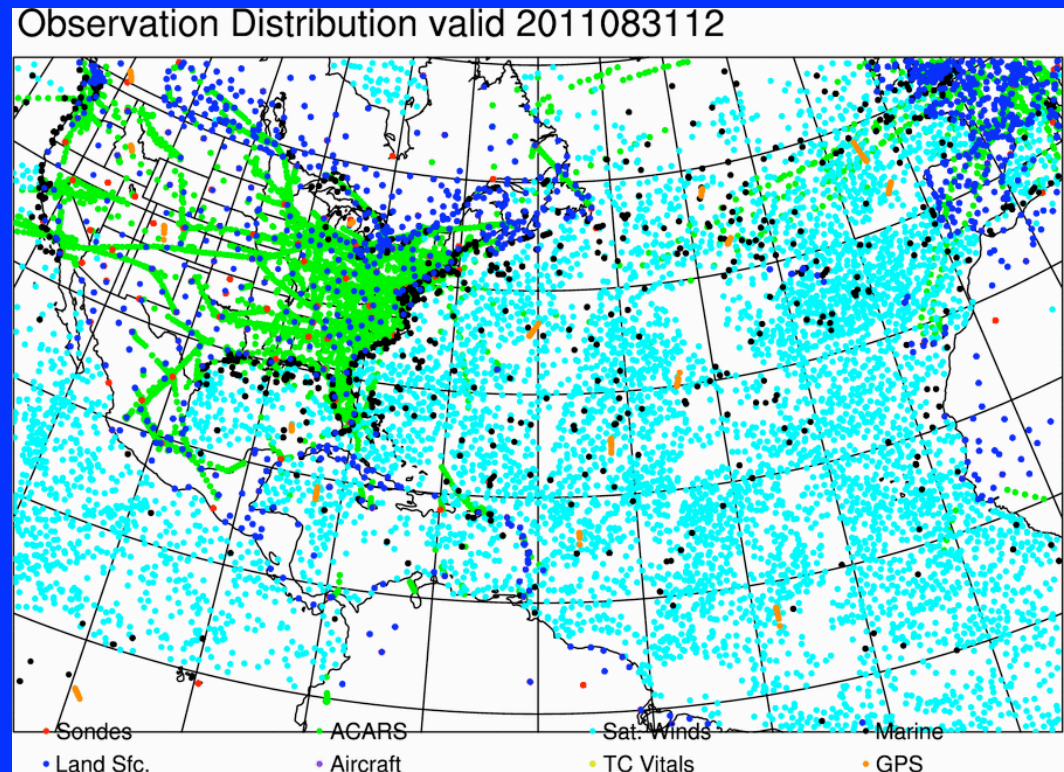 Observation Distribution valid 2011083112
Sondes ACARS Sat. Winds Marine
Land Sfc. Aircraft TC Vitals GPS